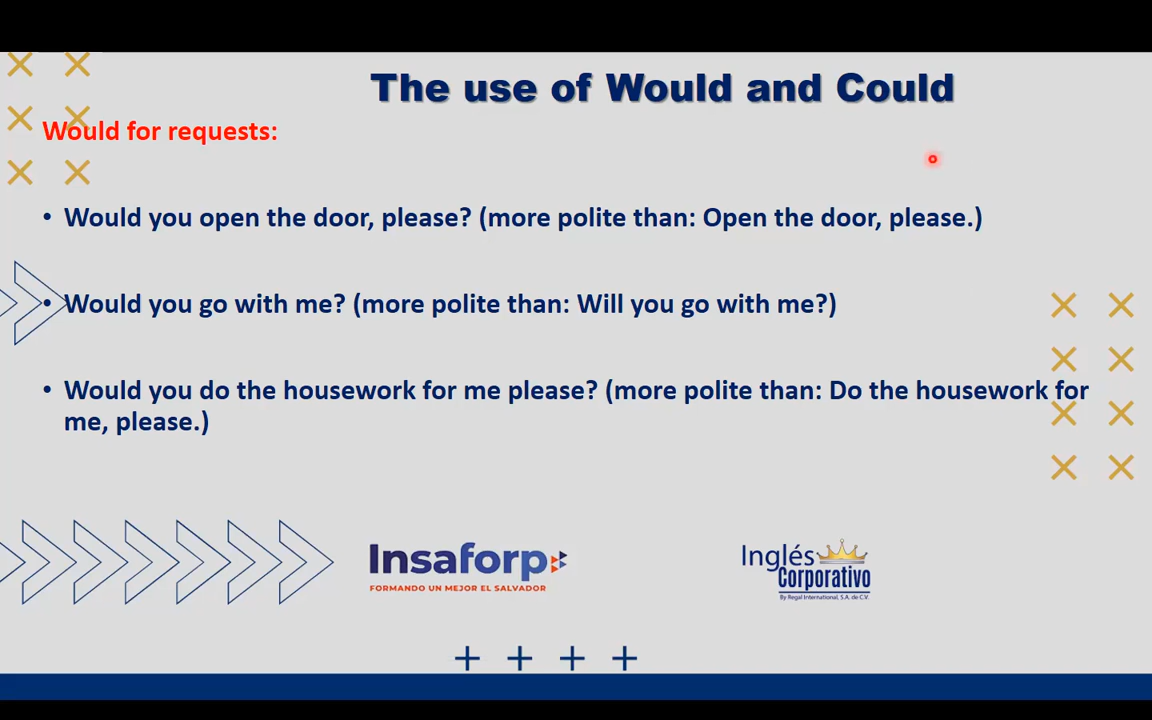 The use of Would and Could
Would for requests:
• Would you open the door, please? (more polite than: Open the door, please.)
• Would you go with me? (more polite than: Will you go with me?)
• Would you do the housework for me please? (more polite than: Do the housework for
me, please.)
Insaforp
FORMANDO UN MEJOR EL SALVADOR
Inglés
Corporativo
By Regal International, S.A. de C.V.